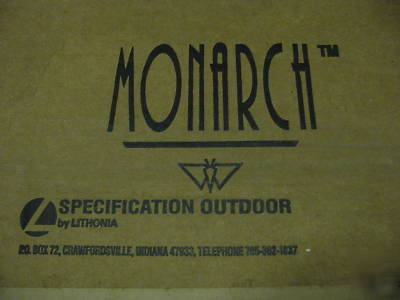 MONARCH™
SPECIFICATION OUTDOOR
by LITHONIA
P.O. BOX 72, CRAWFORDSVILLE, INDIANA 47933, TELEPHONE 765-362-1837